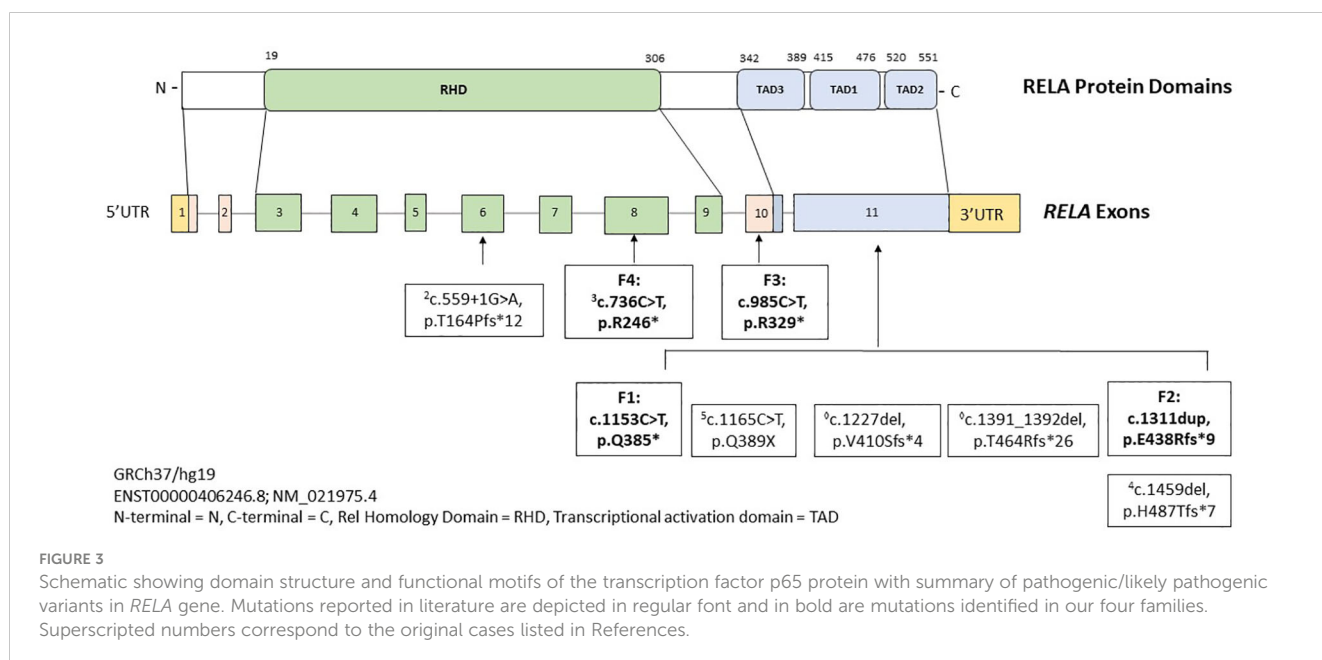 19 306 342 389 415 476 520 551
N - RHD TAD3 TAD1 TAD2 - C RELA Protein Domains
5'UTR 1 2 3 4 5 6 7 8 9 10 11 3'UTR RELA Exons
²c.559+1G>A,
p.T164Pfs*12
F4:
³c.736C>T,
p.R246*
F3:
c.985C>T,
p.R329*
F1:
c.1153C>T,
p.Q385*
⁵c.1165C>T,
p.Q389X
◊c.1227del,
p.V410Sfs*4
◊c.1391_1392del,
p.T464Rfs*26
F2:
c.1311dup,
p.E438Rfs*9
⁴c.1459del,
p.H487Tfs*7
GRCh37/hg19
ENST00000406246.8; NM_021975.4
N-terminal = N, C-terminal = C, Rel Homology Domain = RHD, Transcriptional activation domain = TAD
FIGURE 3
Schematic showing domain structure and functional motifs of the transcription factor p65 protein with summary of pathogenic/likely pathogenic
variants in RELA gene. Mutations reported in literature are depicted in regular font and in bold are mutations identified in our four families.
Superscripted numbers correspond to the original cases listed in References.